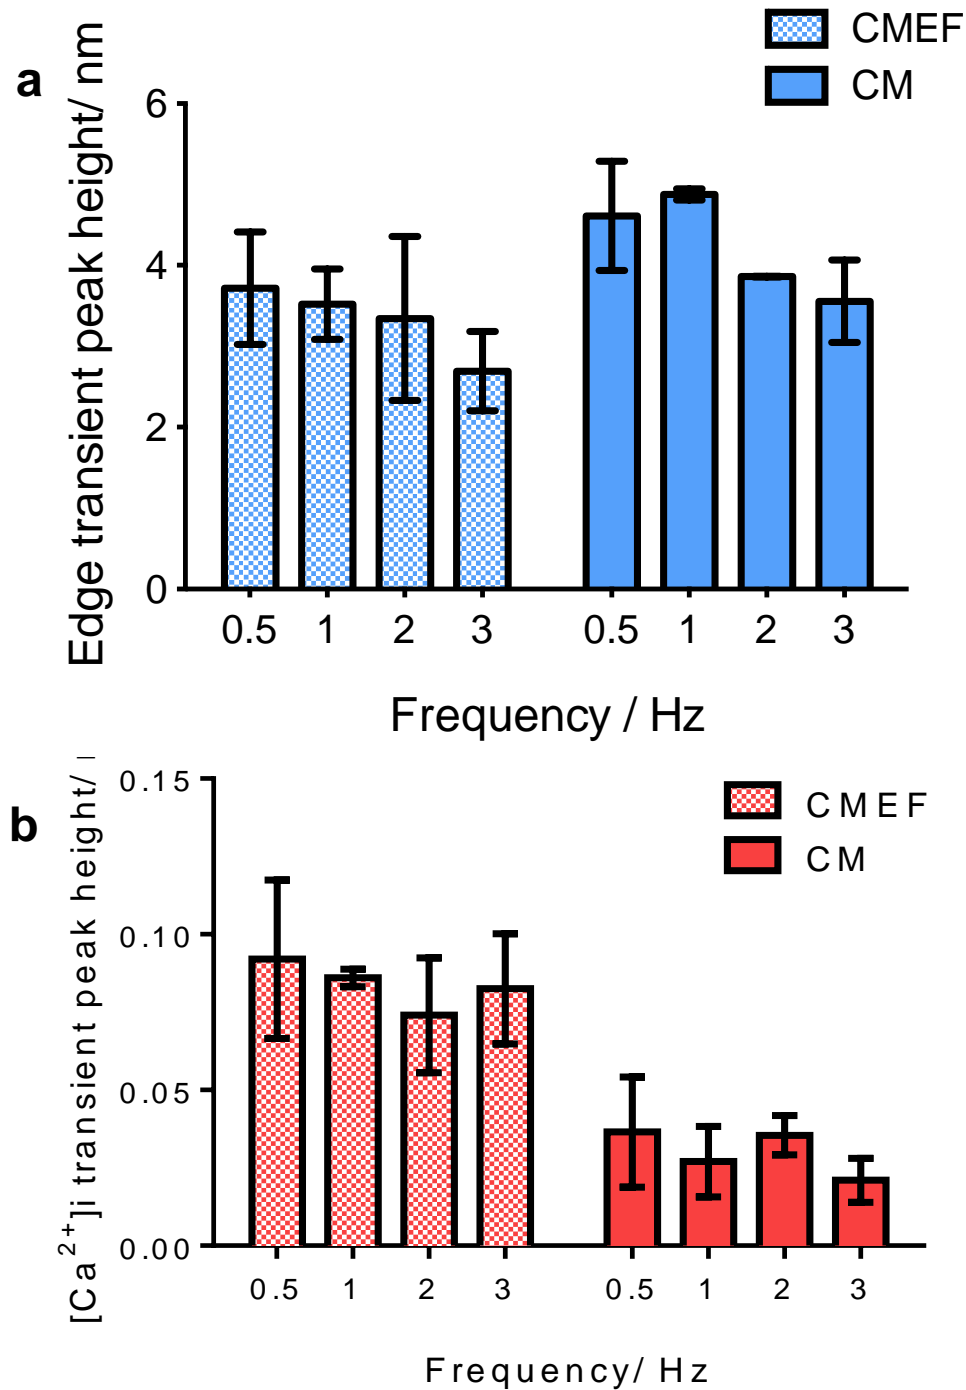 a
CMEF
CM
Edge transient peak height/ nm
6
4
2
0
0.5 1 2 3 0.5 1 2 3
Frequency / Hz
b
CMEF
CM
[Ca²⁺]i transient peak height/
0.15
0.10
0.05
0.00
0.5 1 2 3 0.5 1 2 3
Frequency/ Hz